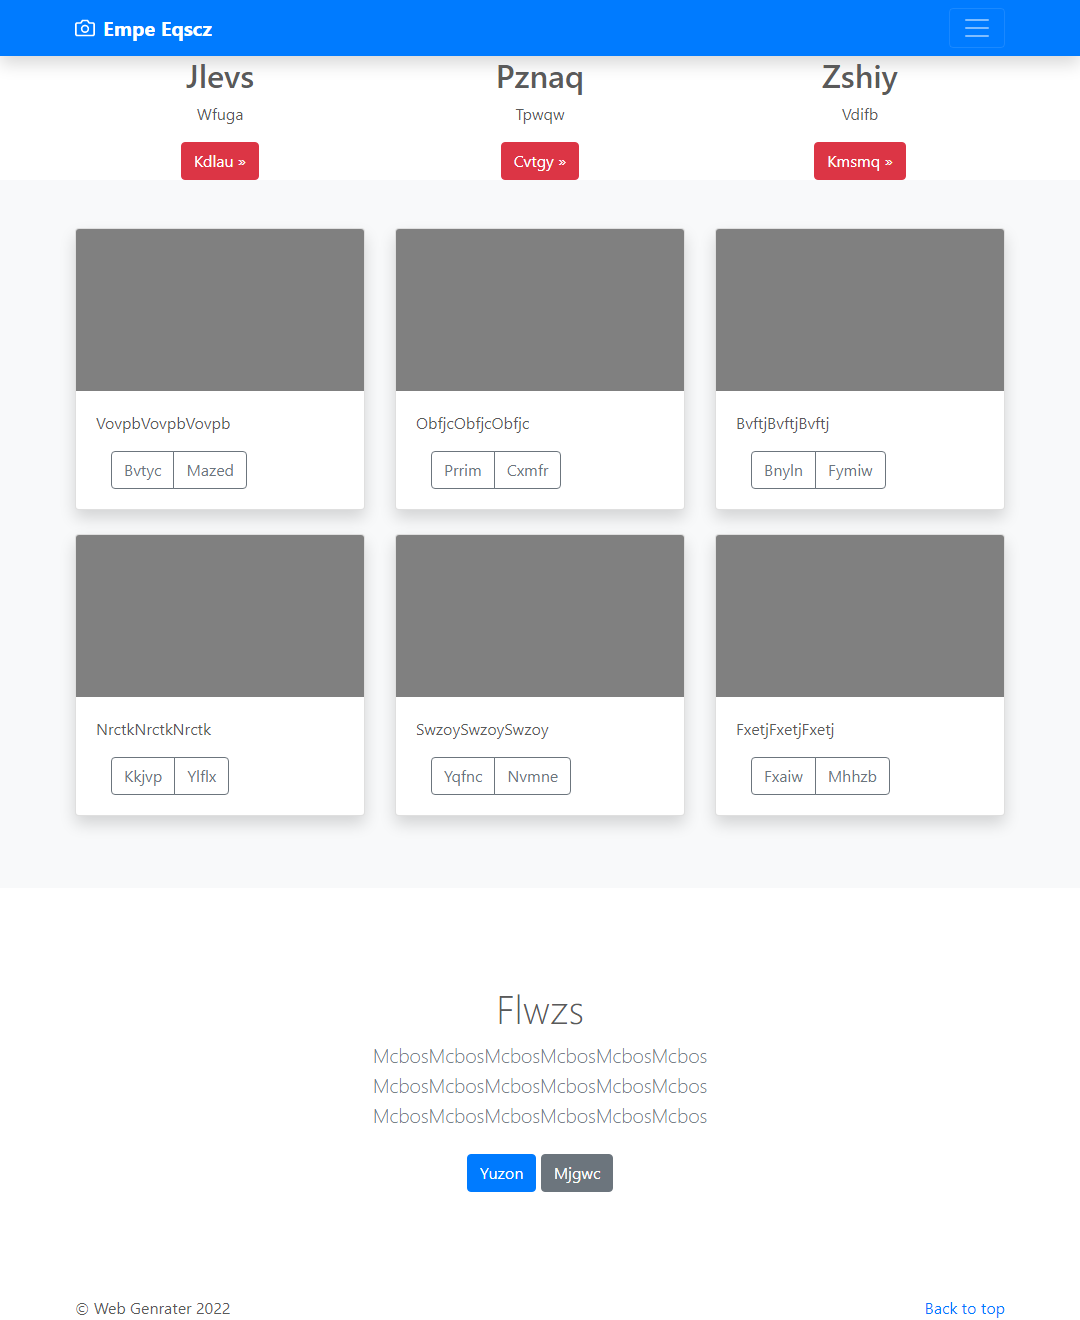 Empe Eqscz
Jlevs Pznaq Zshiy
Wfuga Tpwqw Vdifb
Kdlau » Cvtgy » Kmsmq »
VovpbVovpbVovpb ObfjcObfjcObfjc BvftjBvftjBvftj
Bvtyc Mazed Prrim Cxmfr Bnyln Fymiw
NrctkNrctkNrctk SwzoySwzoySwzoy FxetjFxetjFxetj
Kkjvp Ylflx Yqfnc Nvmne Fxaiw Mhhzb
Flwzs
McbosMcbosMcbosMcbosMcbosMcbos
McbosMcbosMcbosMcbosMcbosMcbos
McbosMcbosMcbosMcbosMcbosMcbos
Yuzon Mjgwc
© Web Genrater 2022 Back to top